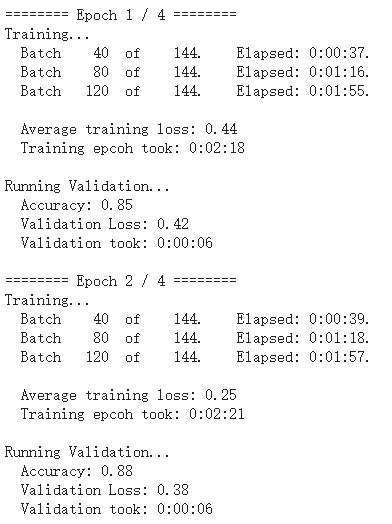 ======== Epoch 1 / 4 ========
Training...
  Batch    40  of    144.    Elapsed: 0:00:37.
  Batch    80  of    144.    Elapsed: 0:01:16.
  Batch   120  of    144.    Elapsed: 0:01:55.

  Average training loss: 0.44
  Training epcoh took: 0:02:18

Running Validation...
  Accuracy: 0.85
  Validation Loss: 0.42
  Validation took: 0:00:06

======== Epoch 2 / 4 ========
Training...
  Batch    40  of    144.    Elapsed: 0:00:39.
  Batch    80  of    144.    Elapsed: 0:01:18.
  Batch   120  of    144.    Elapsed: 0:01:57.

  Average training loss: 0.25
  Training epcoh took: 0:02:21

Running Validation...
  Accuracy: 0.88
  Validation Loss: 0.38
  Validation took: 0:00:06